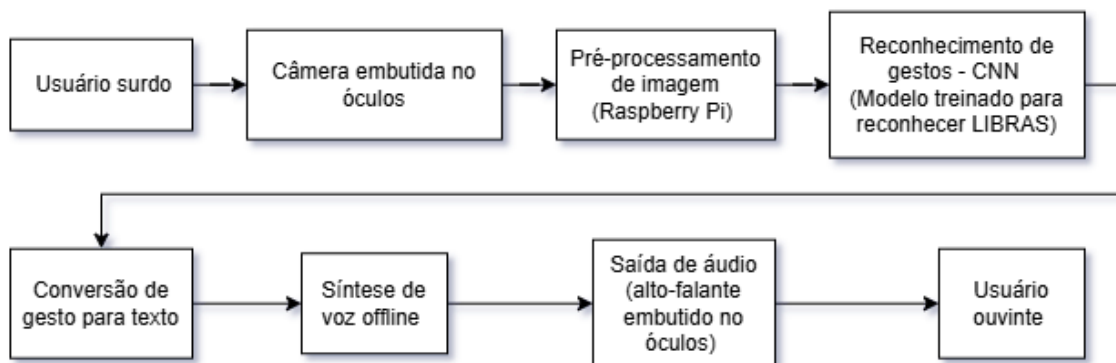 Usuário surdo
Câmera embutida no
óculos
Pré-processamento
de imagem
(Raspberry Pi)
Reconhecimento de
gestos - CNN
(Modelo treinado para
reconhecer LIBRAS)
Conversão de
gesto para texto
Síntese de
voz offline
Saída de áudio
(alto-falante
embutido no
óculos)
Usuário
ouvinte